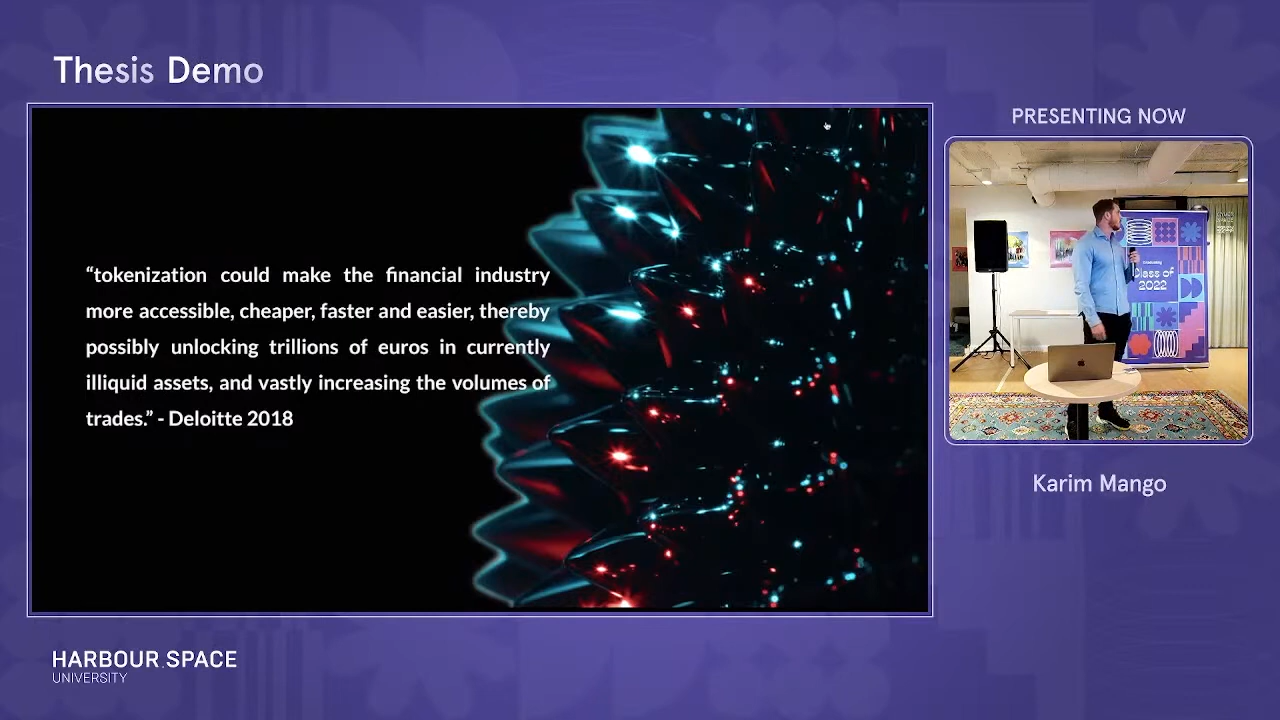 Thesis Demo
PRESENTING NOW
“tokenization could make the financial industry
more accessible, cheaper, faster and easier, thereby
possibly unlocking trillions of euros in currently
illiquid assets, and vastly increasing the volumes of
trades.” - Deloitte 2018
Class of
2022
Karim Mango
HARBOUR.SPACE
UNIVERSITY